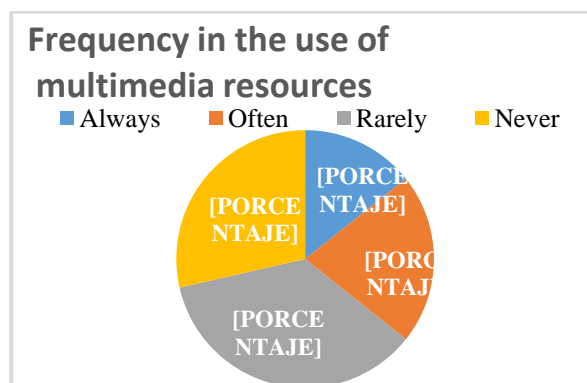 Frequency in the use of
multimedia resources
Always Often Rarely Never
[PORCE
NTAJE]
[PORCE
NTAJE]
[PORCE
NTAJE]
[PORCE
NTAJE]